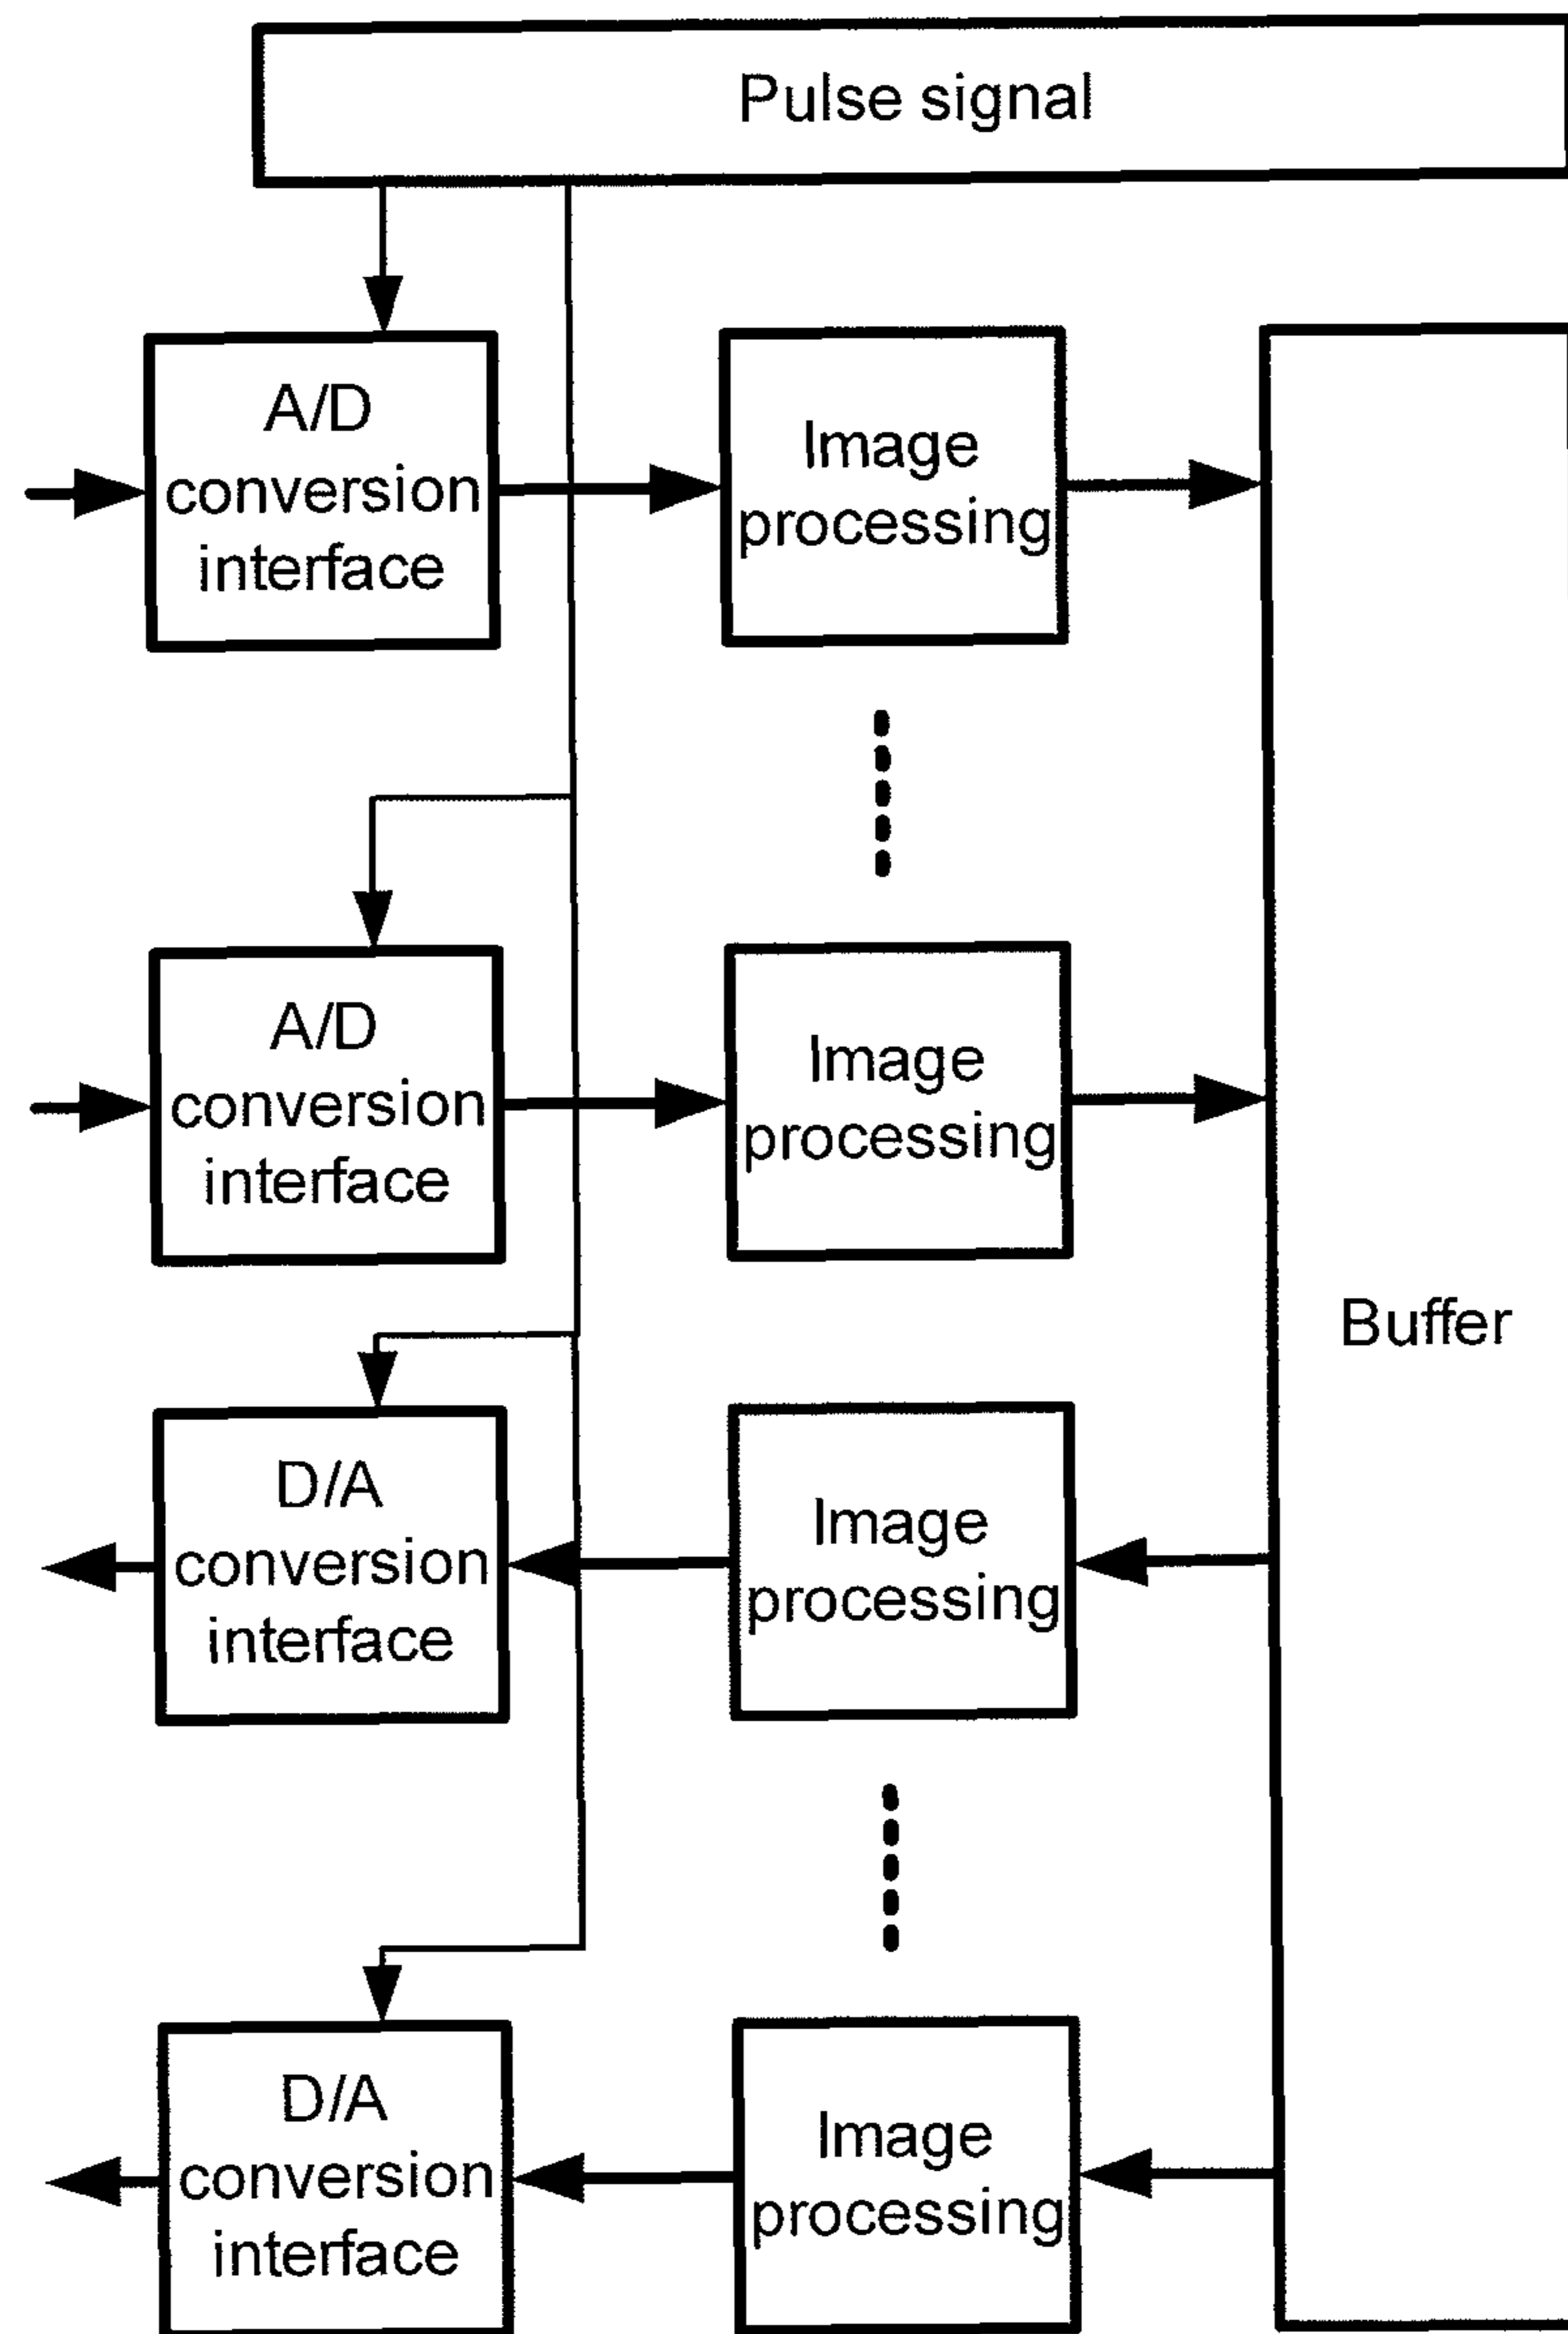 Pulse signal
A/D
conversion
interface
Image
processing
A/D
conversion
interface
Image
processing
Buffer
D/A
conversion
interface
Image
processing
D/A
conversion
interface
Image
processing